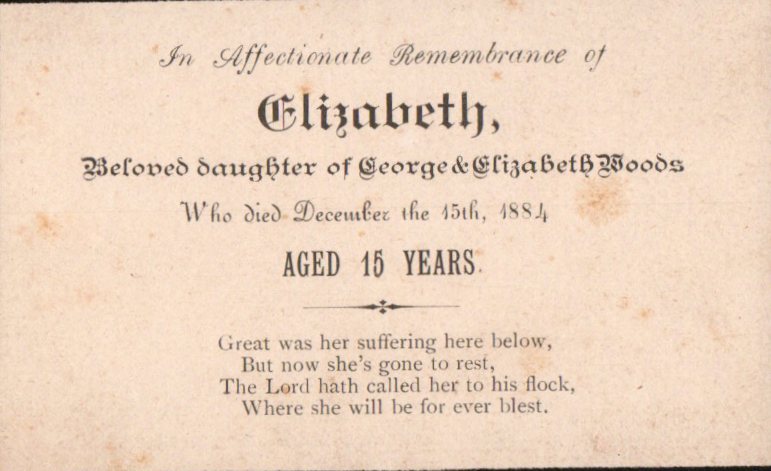 In Affectionate Remembrance of
Elizabeth,
Beloved daughter of George & Elizabeth Woods
Who died December the 15th, 1884
AGED 15 YEARS.
Great was her suffering here below,
But now she's gone to rest,
The Lord hath called her to his flock,
Where she will be for ever blest.